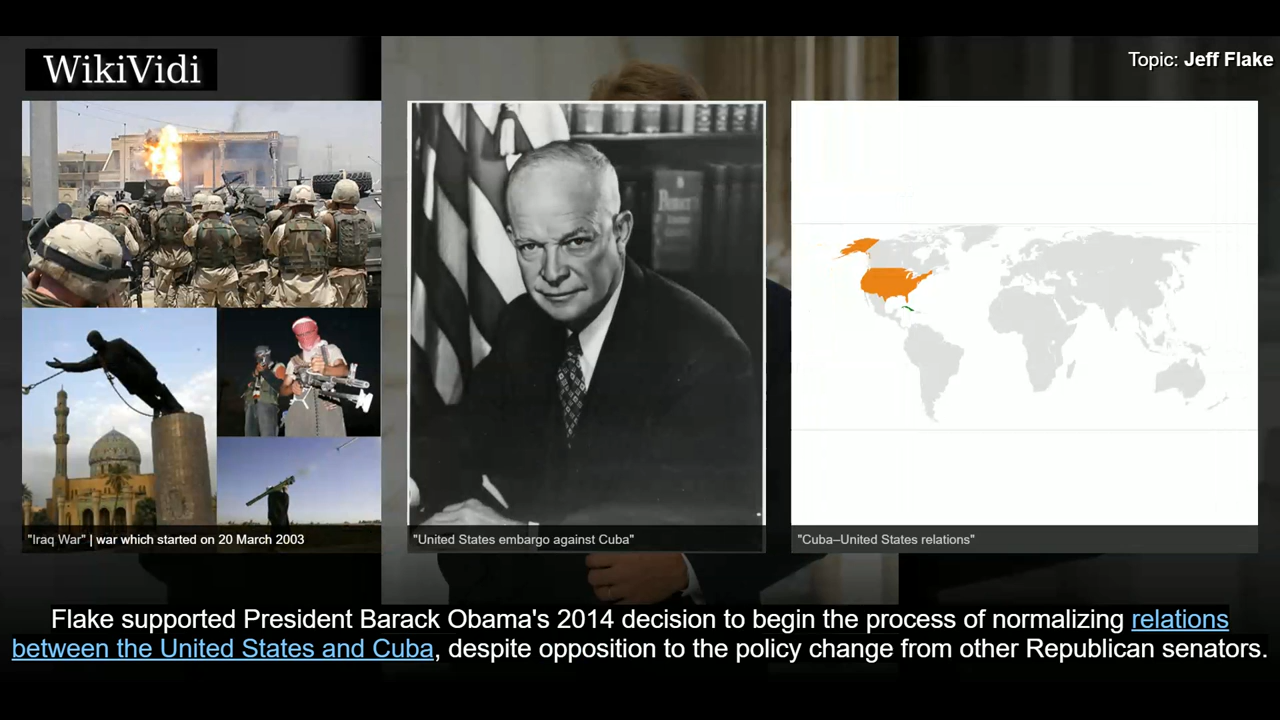 WikiVidi
Topic: Jeff Flake
"Iraq War" | war which started on 20 March 2003
"United States embargo against Cuba"
"Cuba–United States relations"
Flake supported President Barack Obama's 2014 decision to begin the process of normalizing relations
between the United States and Cuba, despite opposition to the policy change from other Republican senators.